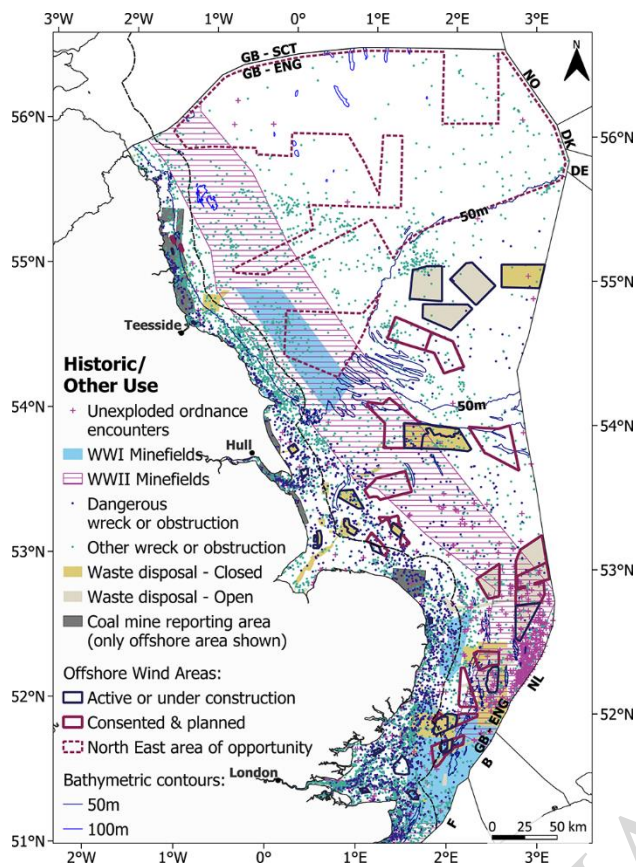 3°W 2°W 1°W 0° 1°E 2°E 3°E
GB - SCT
GB - ENG
N
NO
56°N
56°N
DK
DE
50m
55°N
55°N
Teesside
Historic/
Other Use
Unexploded ordnance
encounters
54°N
50m
54°N
WWI Minefields
Hull
WWII Minefields
Dangerous
wreck or obstruction
53°N
53°N
Other wreck or obstruction
Waste disposal - Closed
Waste disposal - Open
Coal mine reporting area
(only offshore area shown)
52°N
52°N
Offshore Wind Areas:
Active or under construction
Consented & planned
North East area of opportunity
NL
GB - ENG
B
F
London
Bathymetric contours:
50m
100m
51°N
0 25 50 km
2°W 1°W 0° 1°E 2°E 3°E